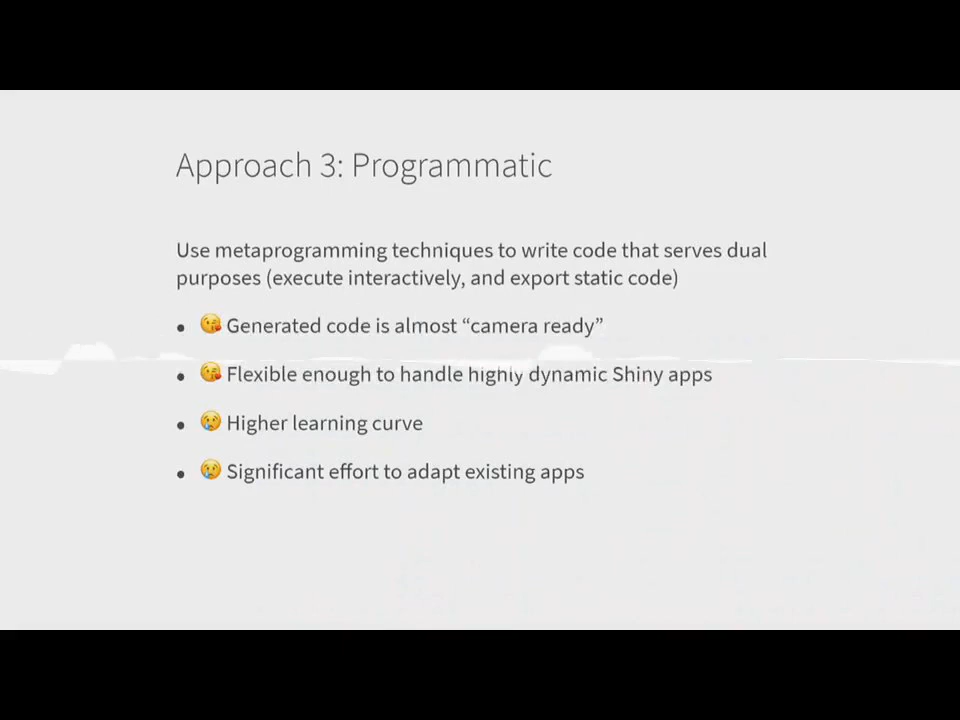 Approach 3: Programmatic
Use metaprogramming techniques to write code that serves dual
purposes (execute interactively, and export static code)
• 😘 Generated code is almost “camera ready”
• 😘 Flexible enough to handle highly dynamic Shiny apps
• 😢 Higher learning curve
• 😢 Significant effort to adapt existing apps